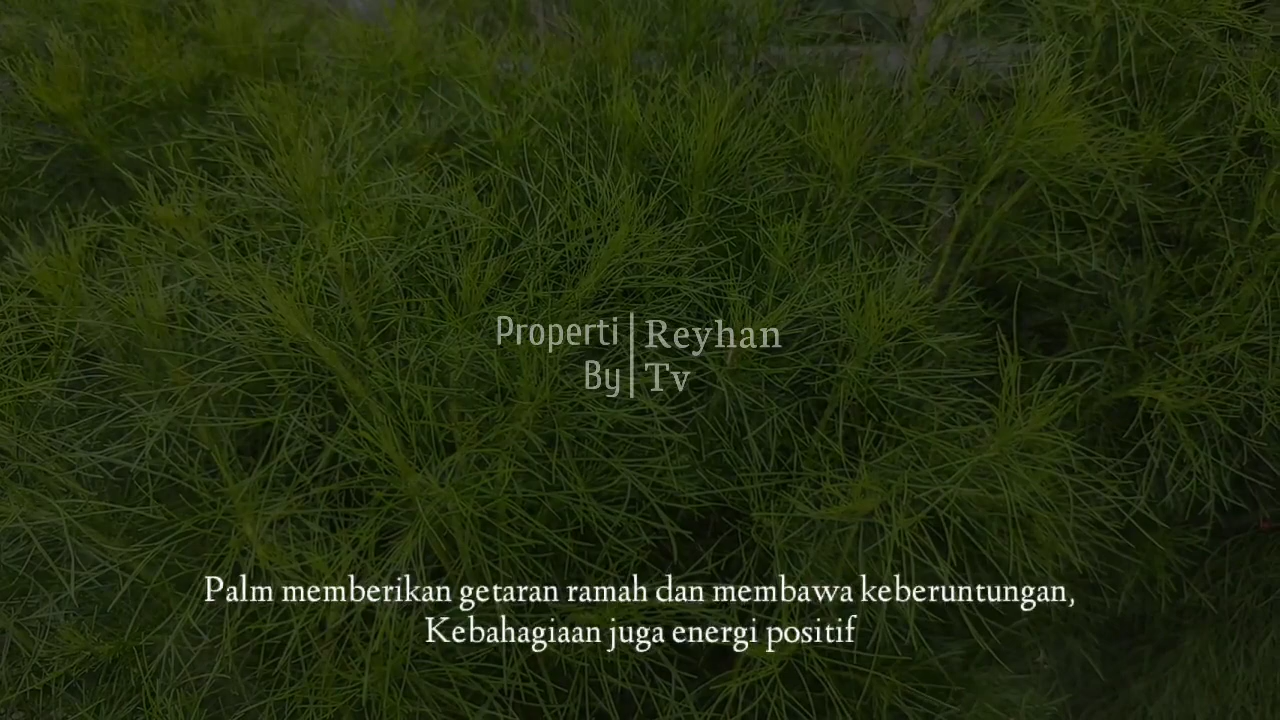 Properti Reyhan
By Tv
Palm memberikan getaran ramah dan membawa keberuntungan,
Kebahagiaan juga energi positif